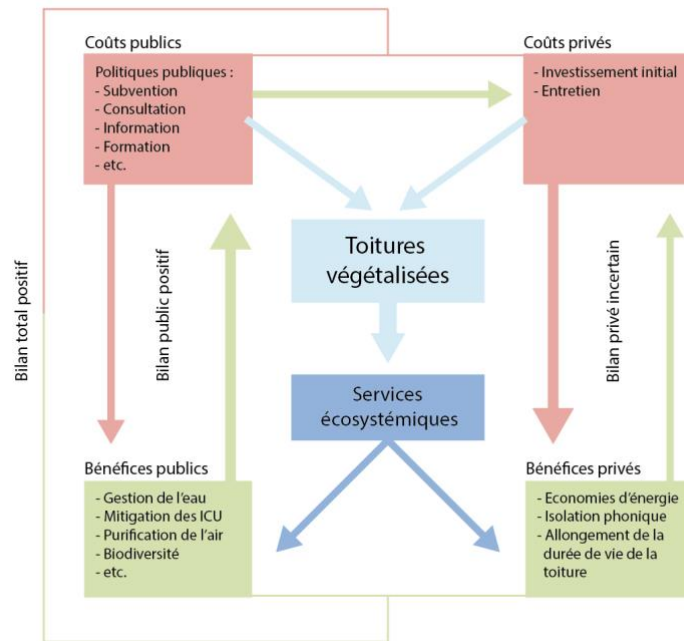 Coûts publics
Politiques publiques :
- Subvention
- Consultation
- Information
- Formation
- etc.
Coûts privés
- Investissement initial
- Entretien
Toitures
végétalisées
Bilan total positif
Bilan public positif
Bilan privé incertain
Services
écosystémiques
Bénéfices publics
- Gestion de l'eau
- Mitigation des ICU
- Purification de l'air
- Biodiversité
- etc.
Bénéfices privés
- Economies d'énergie
- Isolation phonique
- Allongement de la
durée de vie de la
toiture